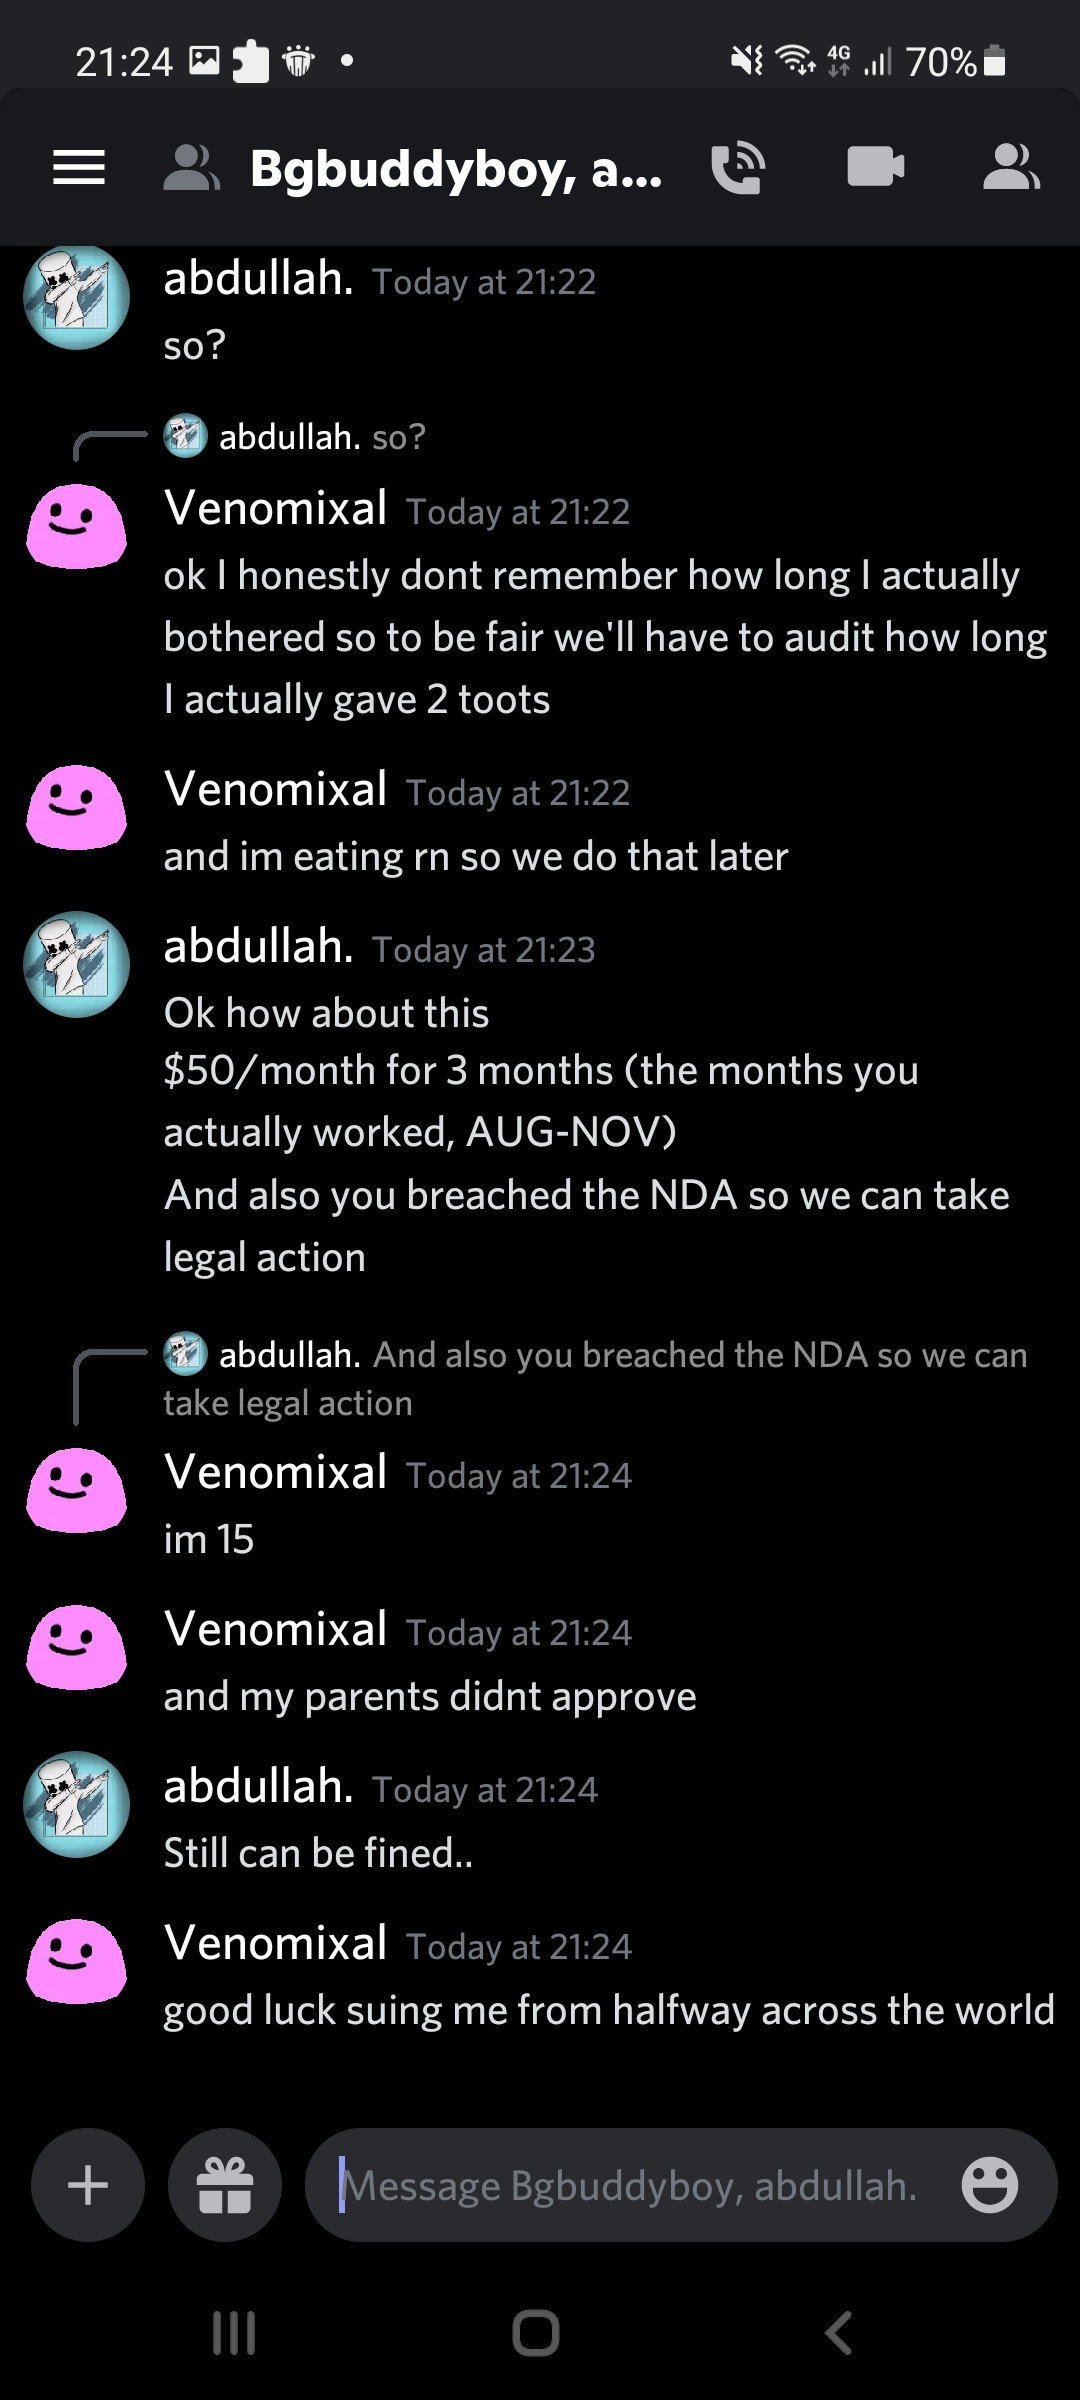 21:24 4G 70%
Bgbuddyboy, a...
abdullah. Today at 21:22
so?
abdullah. so?
Venomixal Today at 21:22
ok I honestly dont remember how long I actually
bothered so to be fair we'll have to audit how long
I actually gave 2 toots
Venomixal Today at 21:22
and im eating rn so we do that later
abdullah. Today at 21:23
Ok how about this
$50/month for 3 months (the months you
actually worked, AUG-NOV)
And also you breached the NDA so we can take
legal action
abdullah. And also you breached the NDA so we can
take legal action
Venomixal Today at 21:24
im 15
Venomixal Today at 21:24
and my parents didnt approve
abdullah. Today at 21:24
Still can be fined..
Venomixal Today at 21:24
good luck suing me from halfway across the world
Message Bgbuddyboy, abdullah.